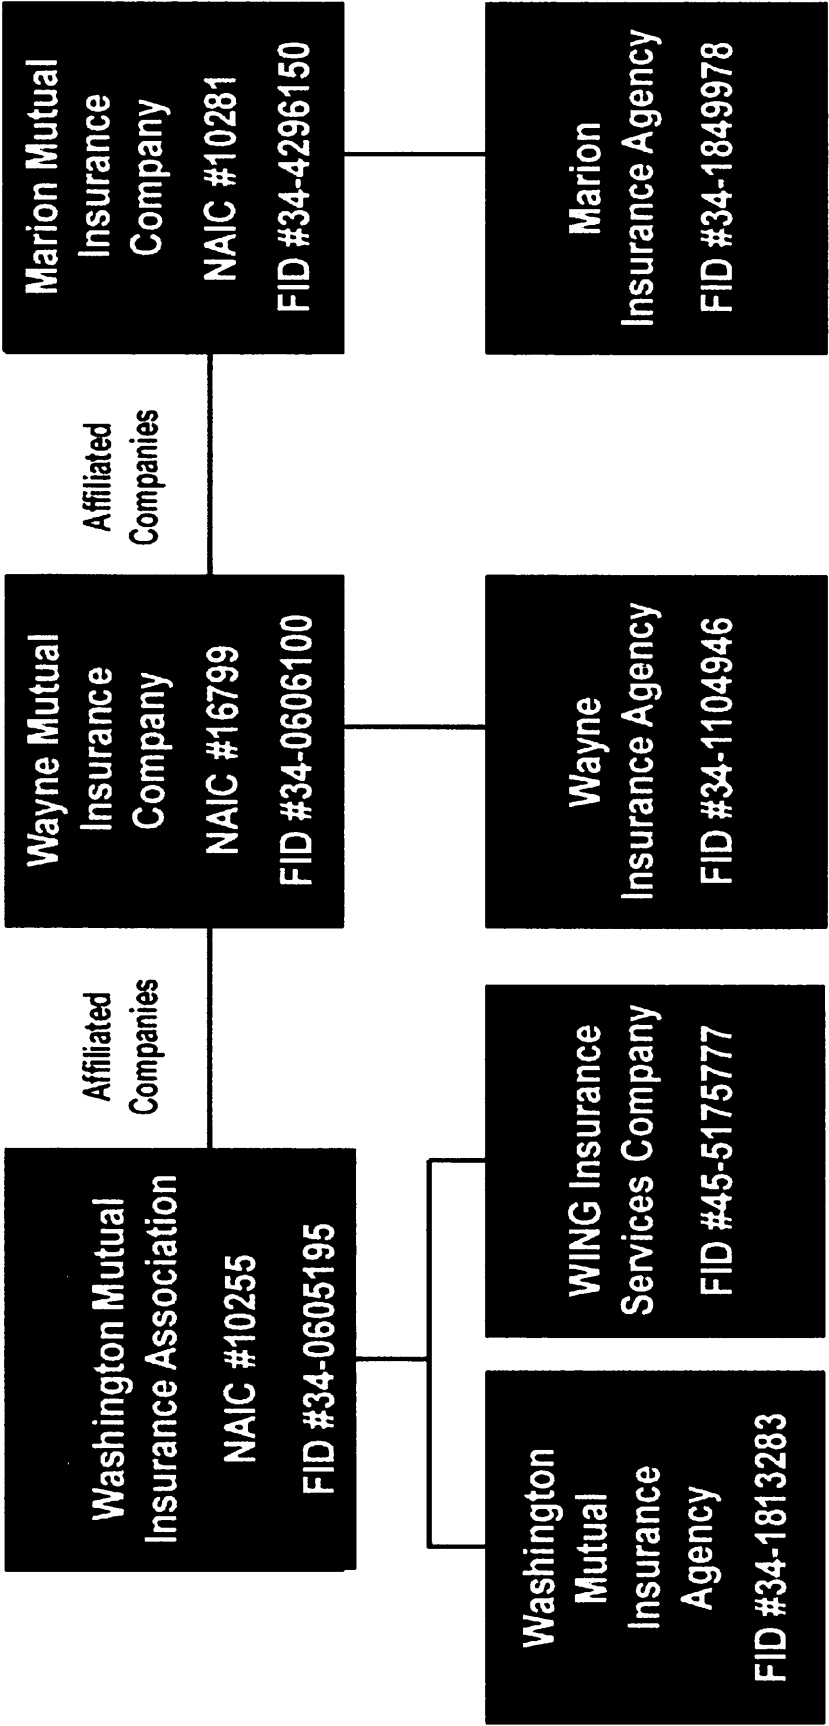 Washington Mutual
Insurance Association
NAIC #10255
FID #34-0605195
Affiliated
Companies
Wayne Mutual
Insurance
Company
NAIC #16799
FID #34-0606100
Affiliated
Companies
Marion Mutual
Insurance
Company
NAIC #10281
FID #34-4296150
Washington
Mutual
Insurance
Agency
FID #34-1813283
WING Insurance
Services Company
FID #45-5175777
Wayne
Insurance Agency
FID #34-1104946
Marion
Insurance Agency
FID #34-1849978